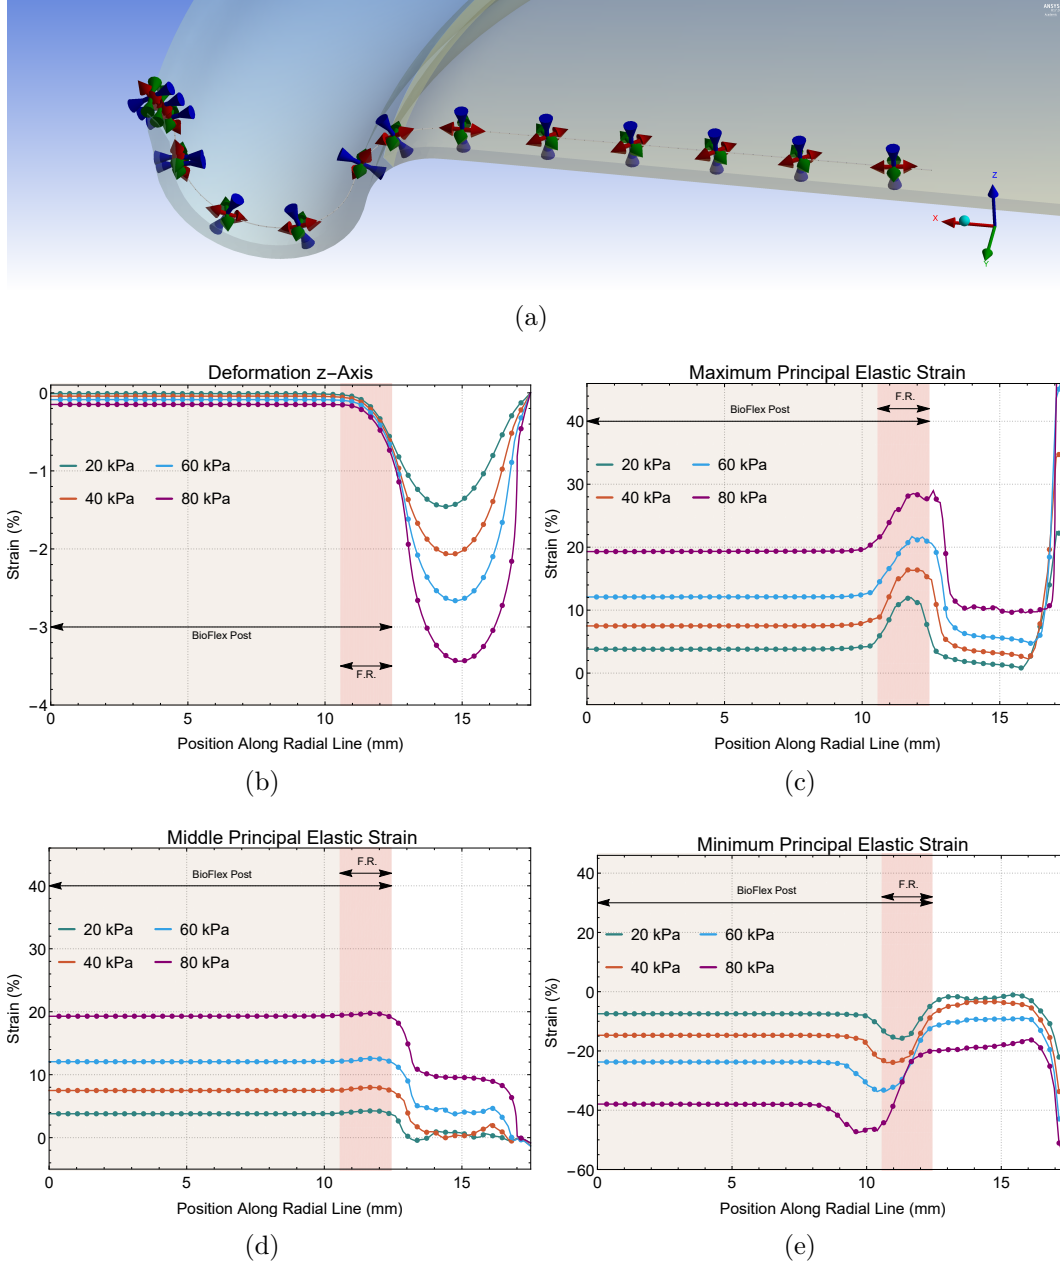 ANSYS
Z
X
Y
(a)
Deformation z-Axis
0
−1
−2
−3
−4
Strain (%)
20 kPa 60 kPa
40 kPa 80 kPa
BioFlex Post
F.R.
0 5 10 15
Position Along Radial Line (mm)
(b)
Maximum Principal Elastic Strain
BioFlex Post
F.R.
40
30
20
10
0
Strain (%)
20 kPa 60 kPa
40 kPa 80 kPa
0 5 10 15
Position Along Radial Line (mm)
(c)
Middle Principal Elastic Strain
F.R.
BioFlex Post
40
30
20
10
0
Strain (%)
20 kPa 60 kPa
40 kPa 80 kPa
0 5 10 15
Position Along Radial Line (mm)
(d)
Minimum Principal Elastic Strain
BioFlex Post
F.R.
40
20
0
−20
−40
−60
Strain (%)
20 kPa 60 kPa
40 kPa 80 kPa
0 5 10 15
Position Along Radial Line (mm)
(e)